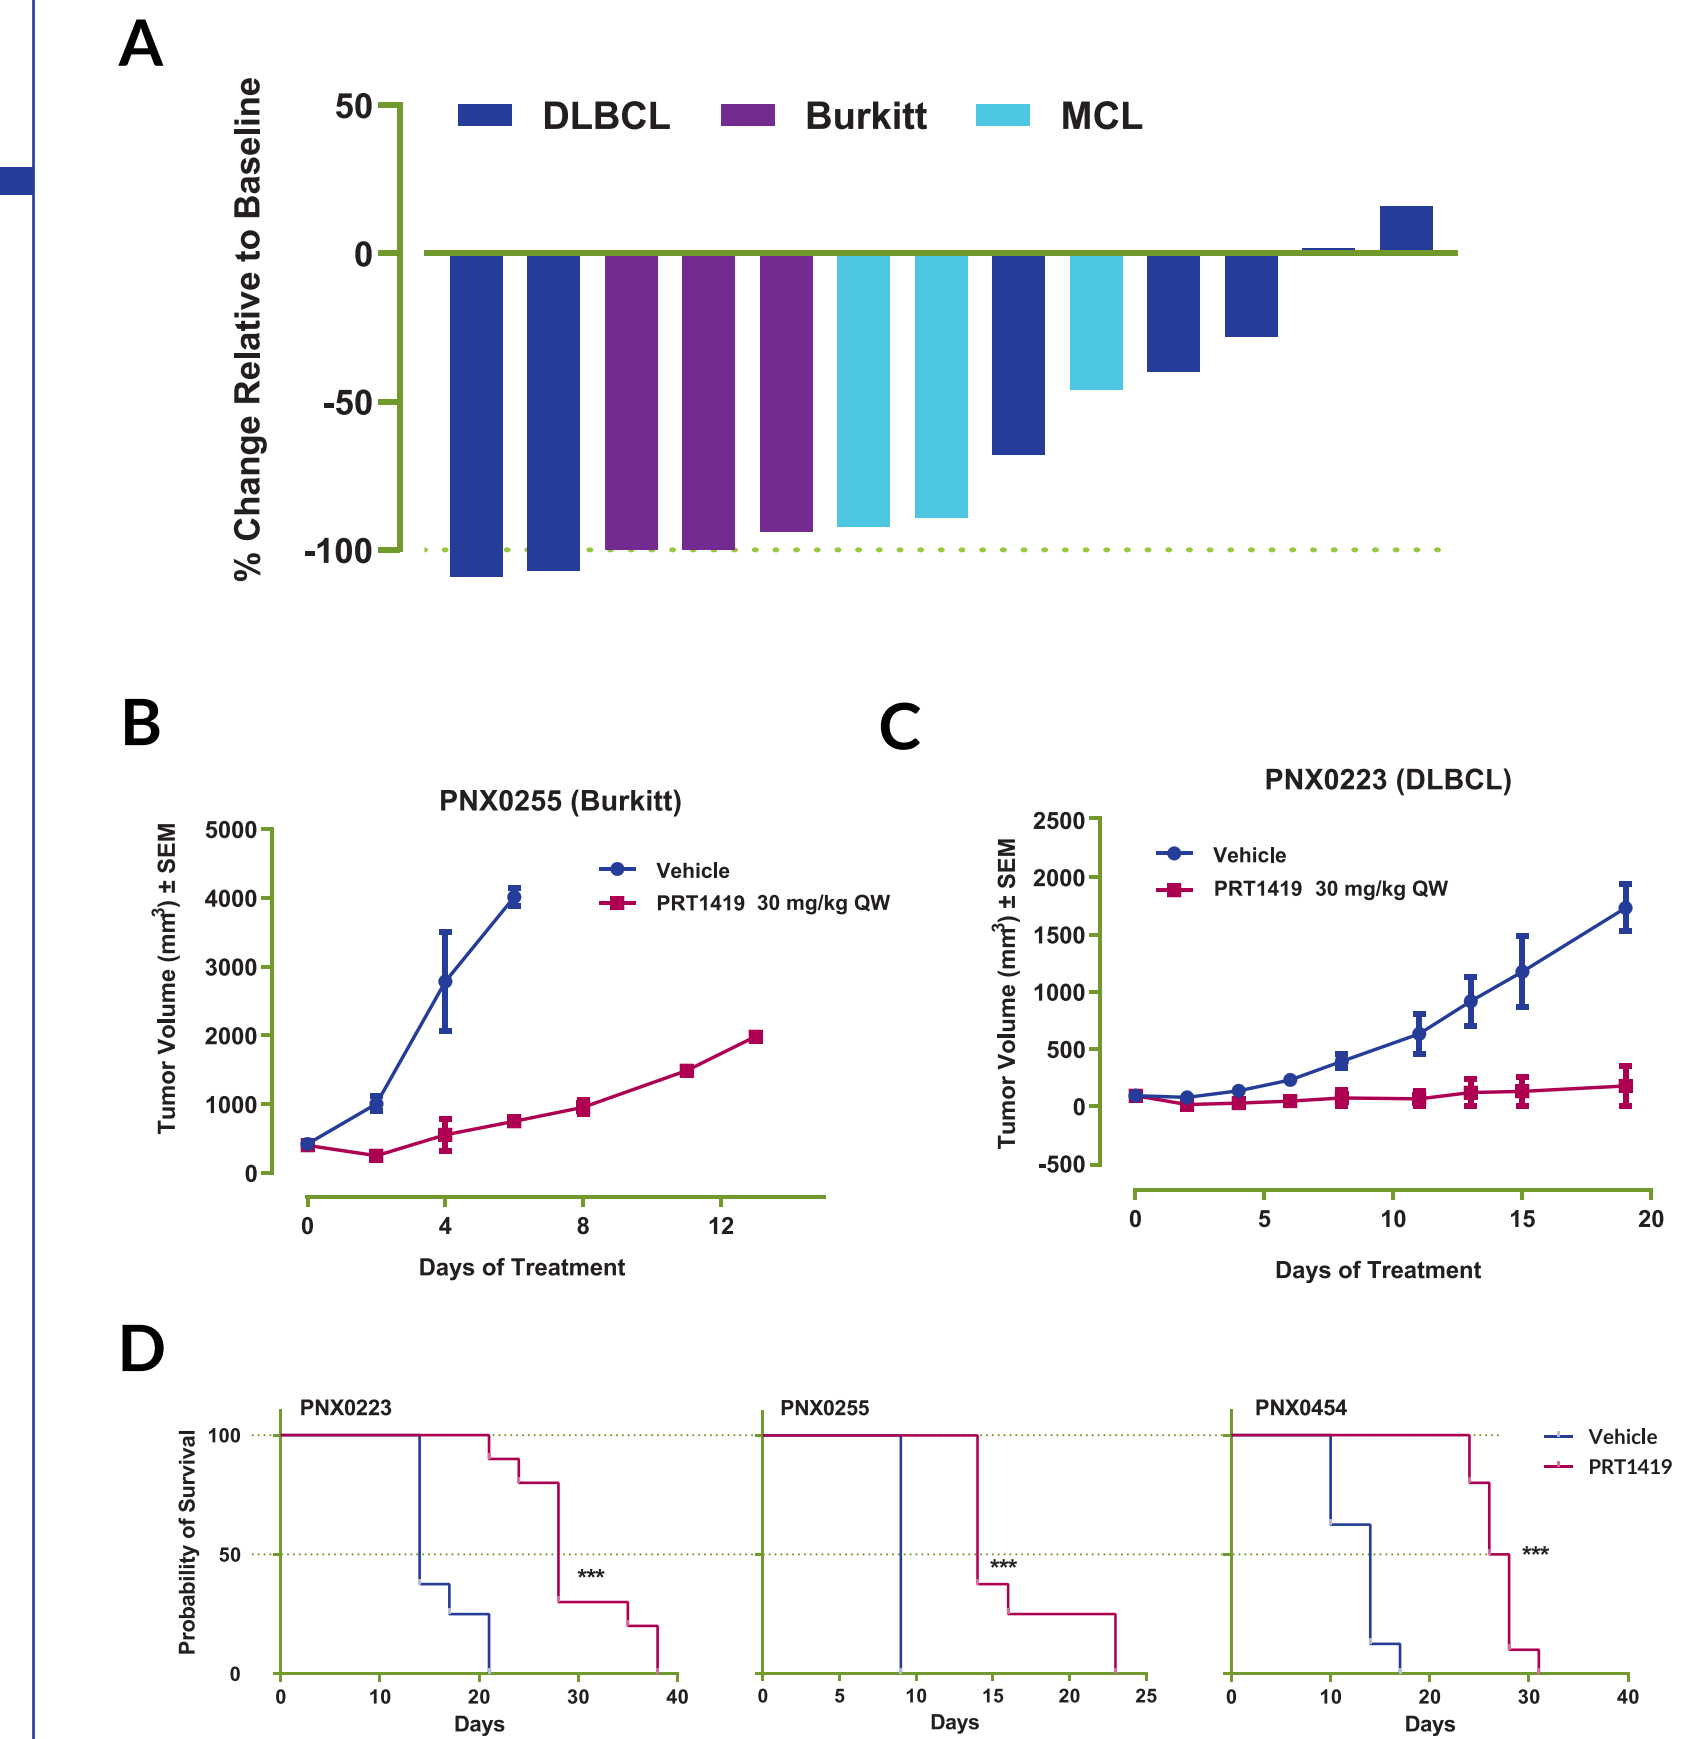 A
% Change Relative to Baseline
50
0
-50
-100
DLBCL Burkitt MCL
B
PNX0255 (Burkitt)
Tumor Volume (mm3) ± SEM
5000
4000
3000
2000
1000
0
Vehicle
PRT1419 30 mg/kg QW
0 4 8 12
Days of Treatment
C
PNX0223 (DLBCL)
Tumor Volume (mm3) ± SEM
2500
2000
1500
1000
500
0
-500
Vehicle
PRT1419 30 mg/kg QW
0 5 10 15 20
Days of Treatment
D
Probability of Survival
100
50
0
PNX0223
***
0 10 20 30 40
Days
PNX0255
***
0 5 10 15 20 25
Days
PNX0454
***
0 10 20 30 40
Days
Vehicle
PRT1419